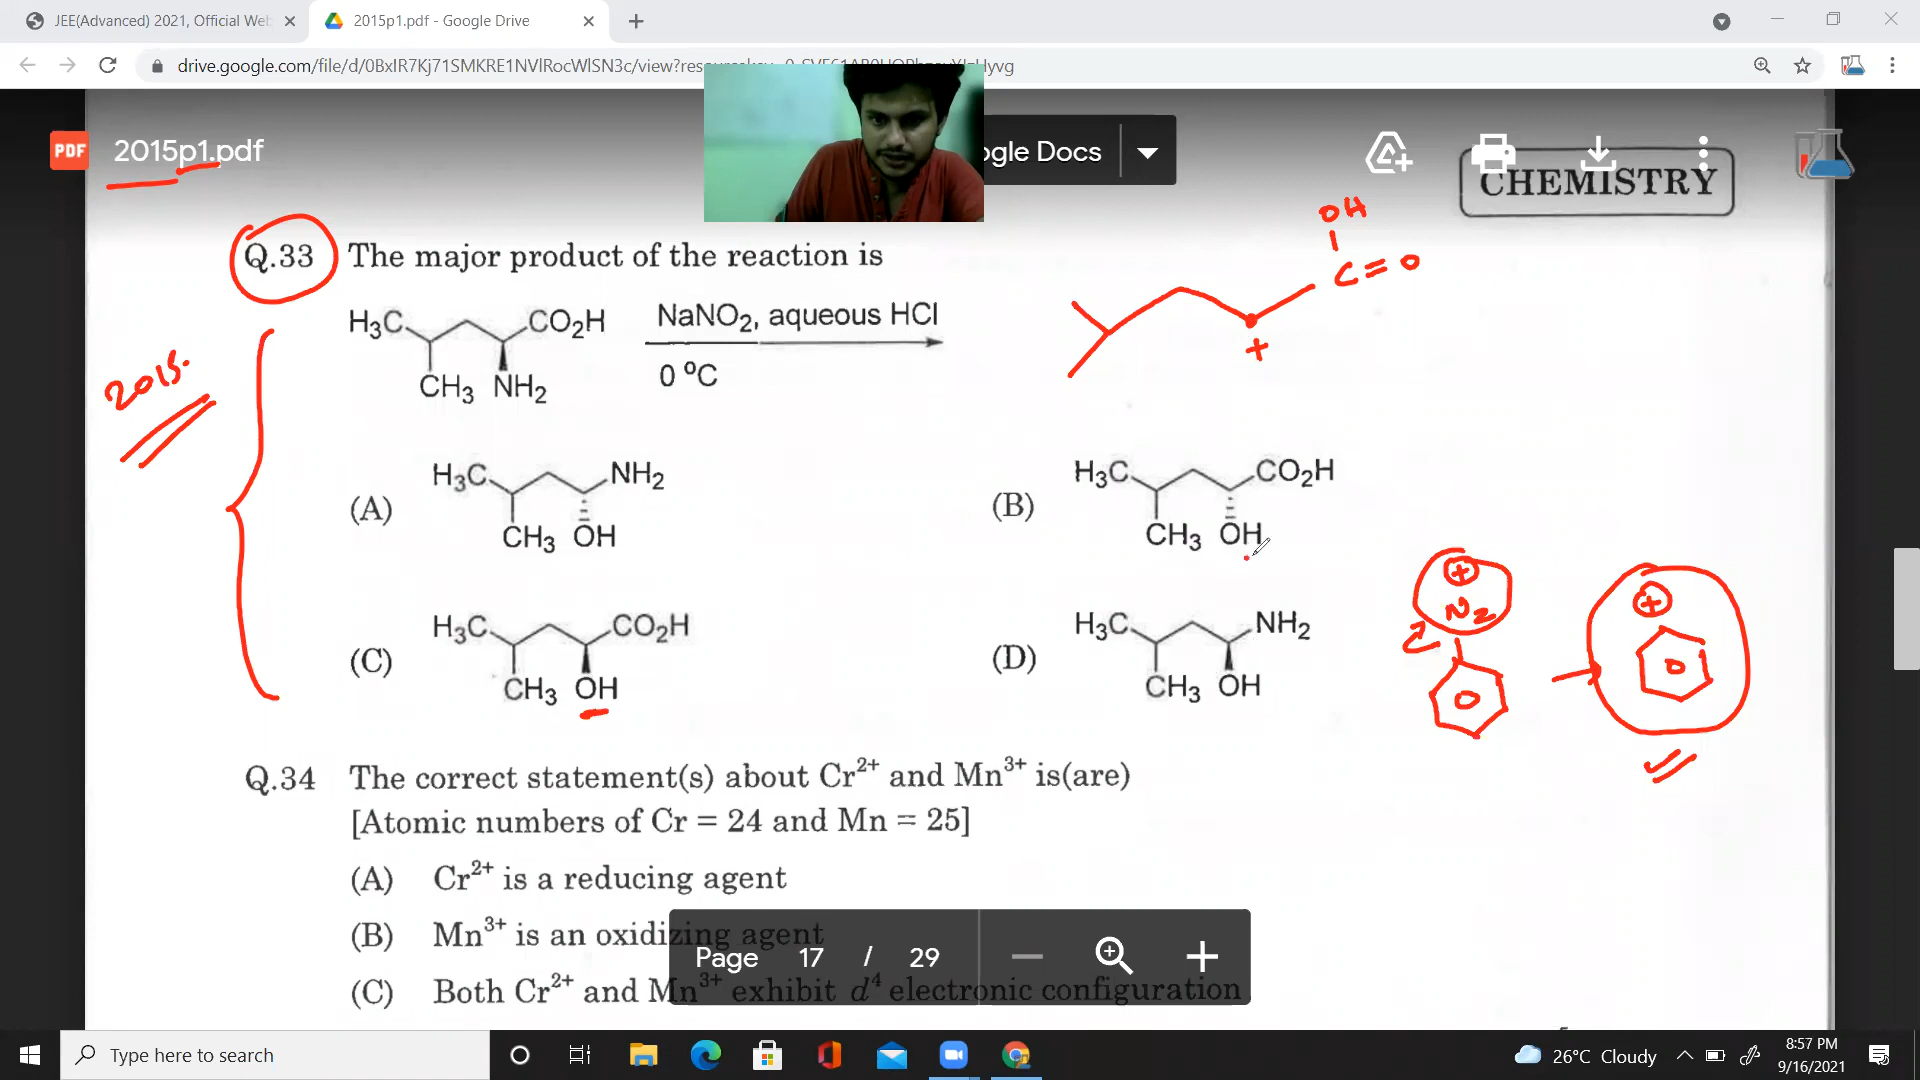 JEE(Advanced) 2021, Official Web
2015p1.pdf - Google Drive
drive.google.com/file/d/0BxIR7Kj71SMKRE1NVlRocWlSN3c/view?
PDF
2015p1.pdf
ogle Docs
CHEMISTRY
OH
C=O
+
2015.
Q.33 The major product of the reaction is
H3C CO2H
CH3 NH2
NaNO2, aqueous HCl
0 °C
(A)
H3C NH2
CH3 OH
(B)
H3C CO2H
CH3 OH
(C)
H3C CO2H
CH3 OH
(D)
H3C NH2
CH3 OH
+
N2
+
Q.34 The correct statement(s) about Cr²⁺ and Mn³⁺ is(are)
[Atomic numbers of Cr = 24 and Mn = 25]
(A) Cr²⁺ is a reducing agent
(B) Mn³⁺ is an oxidizing agent
(C) Both Cr²⁺ and Mn³⁺ exhibit d⁴ electronic configuration
Page 17 / 29
Type here to search
26°C Cloudy
8:57 PM
9/16/2021